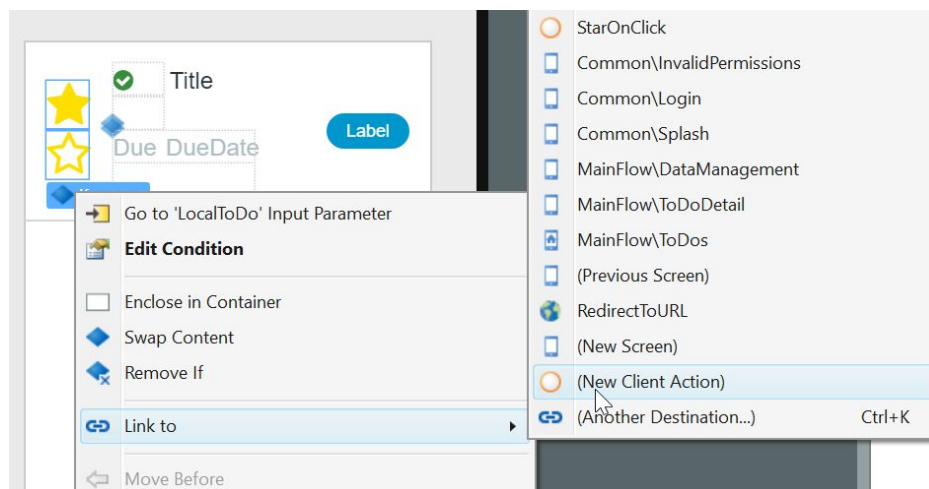 Title
Due DueDate
Label
If
Go to 'LocalToDo' Input Parameter
Edit Condition
Enclose in Container
Swap Content
Remove If
Link to
Move Before
StarOnClick
Common\InvalidPermissions
Common\Login
Common\Splash
MainFlow\DataManagement
MainFlow\ToDoDetail
MainFlow\ToDos
(Previous Screen)
RedirectToURL
(New Screen)
(New Client Action)
(Another Destination...) Ctrl+K